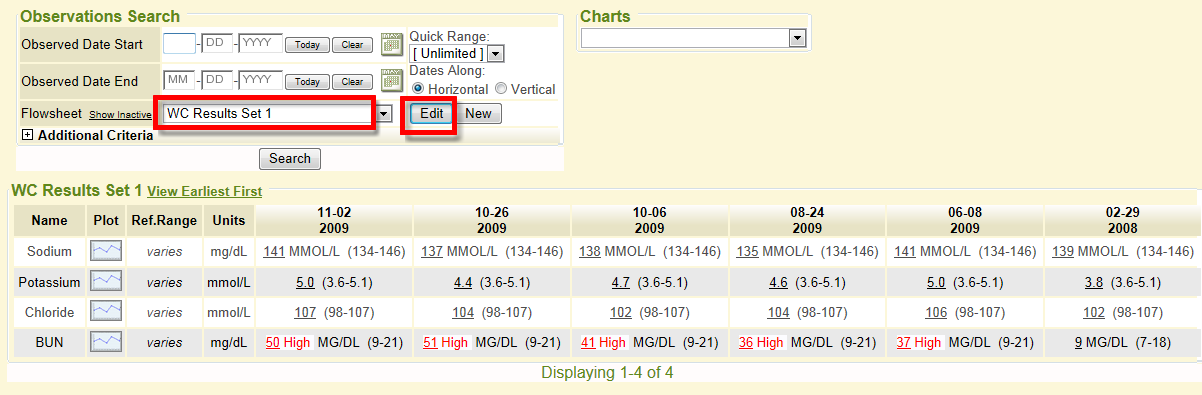 Observations Search
Observed Date Start DD - YYYY Today Clear MAY Quick Range:
[ Unlimited ]
Observed Date End MM - DD - YYYY Today Clear MAY Dates Along:
Horizontal Vertical
Flowsheet Show Inactive WC Results Set 1 Edit New
Additional Criteria
Search
Charts
WC Results Set 1 View Earliest First
Name Plot Ref.Range Units 11-02 2009 10-26 2009 10-06 2009 08-24 2009 06-08 2009 02-29 2008
Sodium varies mg/dL 141 MMOL/L (134-146) 137 MMOL/L (134-146) 138 MMOL/L (134-146) 135 MMOL/L (134-146) 141 MMOL/L (134-146) 139 MMOL/L (134-146)
Potassium varies mmol/L 5.0 (3.6-5.1) 4.4 (3.6-5.1) 4.7 (3.6-5.1) 4.6 (3.6-5.1) 5.0 (3.6-5.1) 3.8 (3.6-5.1)
Chloride varies mmol/L 107 (98-107) 104 (98-107) 102 (98-107) 104 (98-107) 106 (98-107) 102 (98-107)
BUN varies mg/dL 50 High MG/DL (9-21) 51 High MG/DL (9-21) 41 High MG/DL (9-21) 36 High MG/DL (9-21) 37 High MG/DL (9-21) 9 MG/DL (7-18)
Displaying 1-4 of 4